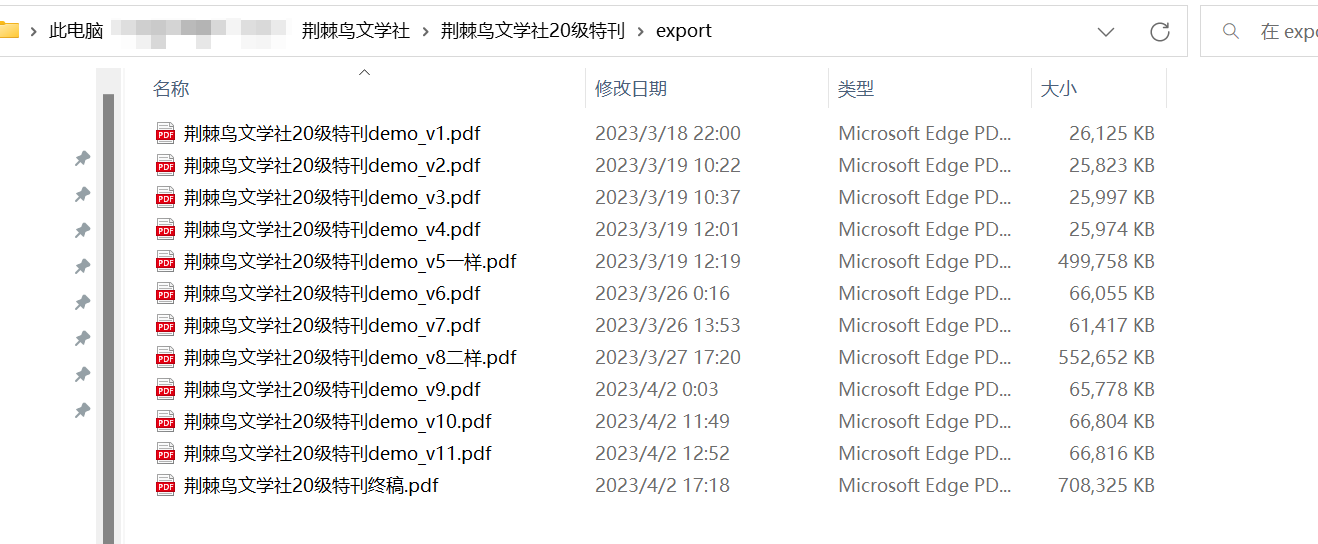 此电脑 荆棘鸟文学社 › 荆棘鸟文学社20级特刊 › export 在 expo
名称 修改日期 类型 大小
荆棘鸟文学社20级特刊demo_v1.pdf 2023/3/18 22:00 Microsoft Edge PD... 26,125 KB
荆棘鸟文学社20级特刊demo_v2.pdf 2023/3/19 10:22 Microsoft Edge PD... 25,823 KB
荆棘鸟文学社20级特刊demo_v3.pdf 2023/3/19 10:37 Microsoft Edge PD... 25,997 KB
荆棘鸟文学社20级特刊demo_v4.pdf 2023/3/19 12:01 Microsoft Edge PD... 25,974 KB
荆棘鸟文学社20级特刊demo_v5一样.pdf 2023/3/19 12:19 Microsoft Edge PD... 499,758 KB
荆棘鸟文学社20级特刊demo_v6.pdf 2023/3/26 0:16 Microsoft Edge PD... 66,055 KB
荆棘鸟文学社20级特刊demo_v7.pdf 2023/3/26 13:53 Microsoft Edge PD... 61,417 KB
荆棘鸟文学社20级特刊demo_v8二样.pdf 2023/3/27 17:20 Microsoft Edge PD... 552,652 KB
荆棘鸟文学社20级特刊demo_v9.pdf 2023/4/2 0:03 Microsoft Edge PD... 65,778 KB
荆棘鸟文学社20级特刊demo_v10.pdf 2023/4/2 11:49 Microsoft Edge PD... 66,804 KB
荆棘鸟文学社20级特刊demo_v11.pdf 2023/4/2 12:52 Microsoft Edge PD... 66,816 KB
荆棘鸟文学社20级特刊终稿.pdf 2023/4/2 17:18 Microsoft Edge PD... 708,325 KB